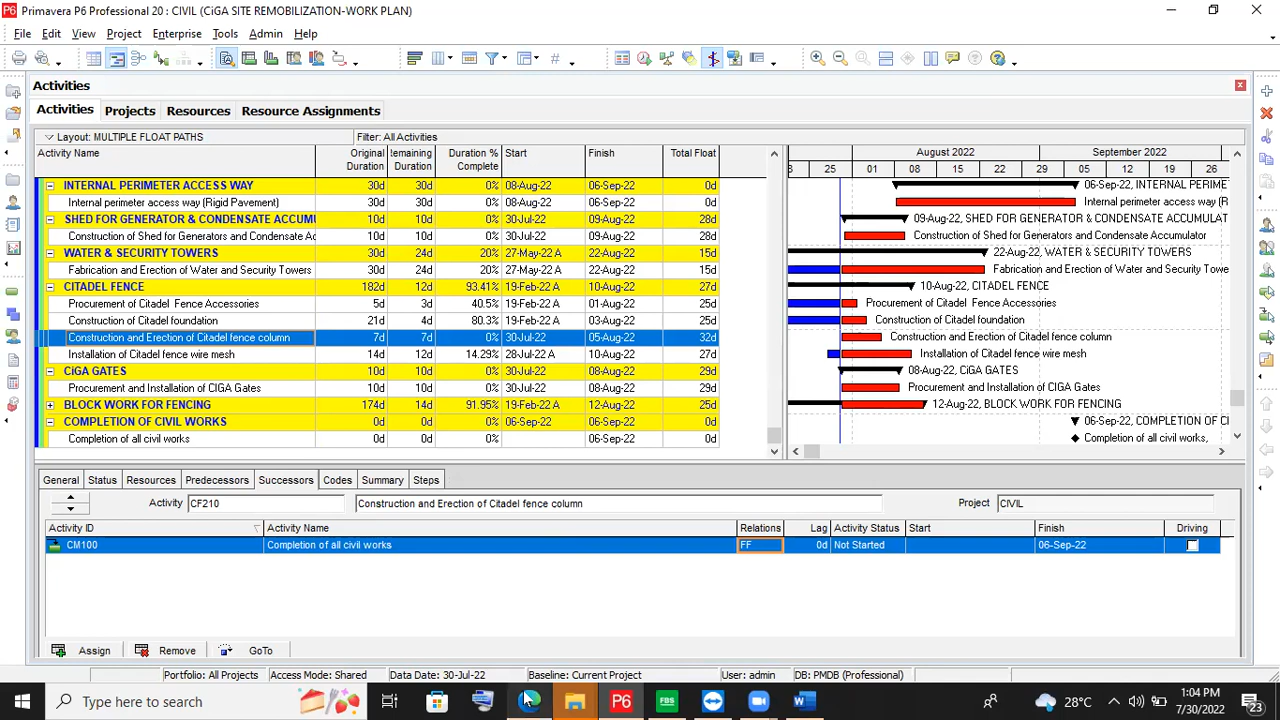 P6 Primavera P6 Professional 20 : CIVIL (CiGA SITE REMOBILIZATION-WORK PLAN)
File Edit View Project Enterprise Tools Admin Help
Activities
Activities Projects Resources Resource Assignments
Layout: MULTIPLE FLOAT PATHS Filter: All Activities
Activity Name Original Duration Remaining Duration Duration % Complete Start Finish Total Float August 2022 September 2022
25 01 08 15 22 29 05 12 19 26
INTERNAL PERIMETER ACCESS WAY 30d 30d 0% 08-Aug-22 06-Sep-22 0d 06-Sep-22, INTERNAL PERIME
Internal perimeter access way (Rigid Pavement) 30d 30d 0% 08-Aug-22 06-Sep-22 0d Internal perimeter access way (R
SHED FOR GENERATOR & CONDENSATE ACCUMU 10d 10d 0% 30-Jul-22 09-Aug-22 28d 09-Aug-22, SHED FOR GENERATOR & CONDENSATE ACCUMULAT
Construction of Shed for Generators and Condensate Ac 10d 10d 0% 30-Jul-22 09-Aug-22 28d Construction of Shed for Generators and Condensate Accumulator
WATER & SECURITY TOWERS 30d 24d 20% 27-May-22 A 22-Aug-22 15d 22-Aug-22, WATER & SECURITY TOWERS
Fabrication and Erection of Water and Security Towers 30d 24d 20% 27-May-22 A 22-Aug-22 15d Fabrication and Erection of Water and Security Towe
CITADEL FENCE 182d 12d 93.41% 19-Feb-22 A 10-Aug-22 27d 10-Aug-22, CITADEL FENCE
Procurement of Citadel  Fence Accessories 5d 3d 40.5% 19-Feb-22 A 01-Aug-22 25d Procurement of Citadel  Fence Accessories
Construction of Citadel foundation 21d 4d 80.3% 19-Feb-22 A 03-Aug-22 25d Construction of Citadel foundation
Construction and Erection of Citadel fence column 7d 7d 0% 30-Jul-22 05-Aug-22 32d Construction and Erection of Citadel fence column
Installation of Citadel fence wire mesh 14d 12d 14.29% 28-Jul-22 A 10-Aug-22 27d Installation of Citadel fence wire mesh
CiGA GATES 10d 10d 0% 30-Jul-22 08-Aug-22 29d 08-Aug-22, CiGA GATES
Procurement and Installation of CIGA Gates 10d 10d 0% 30-Jul-22 08-Aug-22 29d Procurement and Installation of CIGA Gates
BLOCK WORK FOR FENCING 174d 14d 91.95% 19-Feb-22 A 12-Aug-22 25d 12-Aug-22, BLOCK WORK FOR FENCING
COMPLETION OF CIVIL WORKS 0d 0d 0% 06-Sep-22 06-Sep-22 0d 06-Sep-22, COMPLETION OF CI
Completion of all civil works 0d 0d 0% 06-Sep-22 0d Completion of all civil works,
General Status Resources Predecessors Successors Codes Summary Steps
Activity CF210 Construction and Erection of Citadel fence column Project CIVIL
Activity ID Activity Name Relations Lag Activity Status Start Finish Driving
CM100 Completion of all civil works FF 0d Not Started 06-Sep-22
Assign Remove GoTo
Portfolio: All Projects Access Mode: Shared Data Date: 30-Jul-22 Baseline: Current Project User: admin DB: PMDB (Professional)
Type here to search P6 FBS W 28°C 1:04 PM
7/30/2022 23